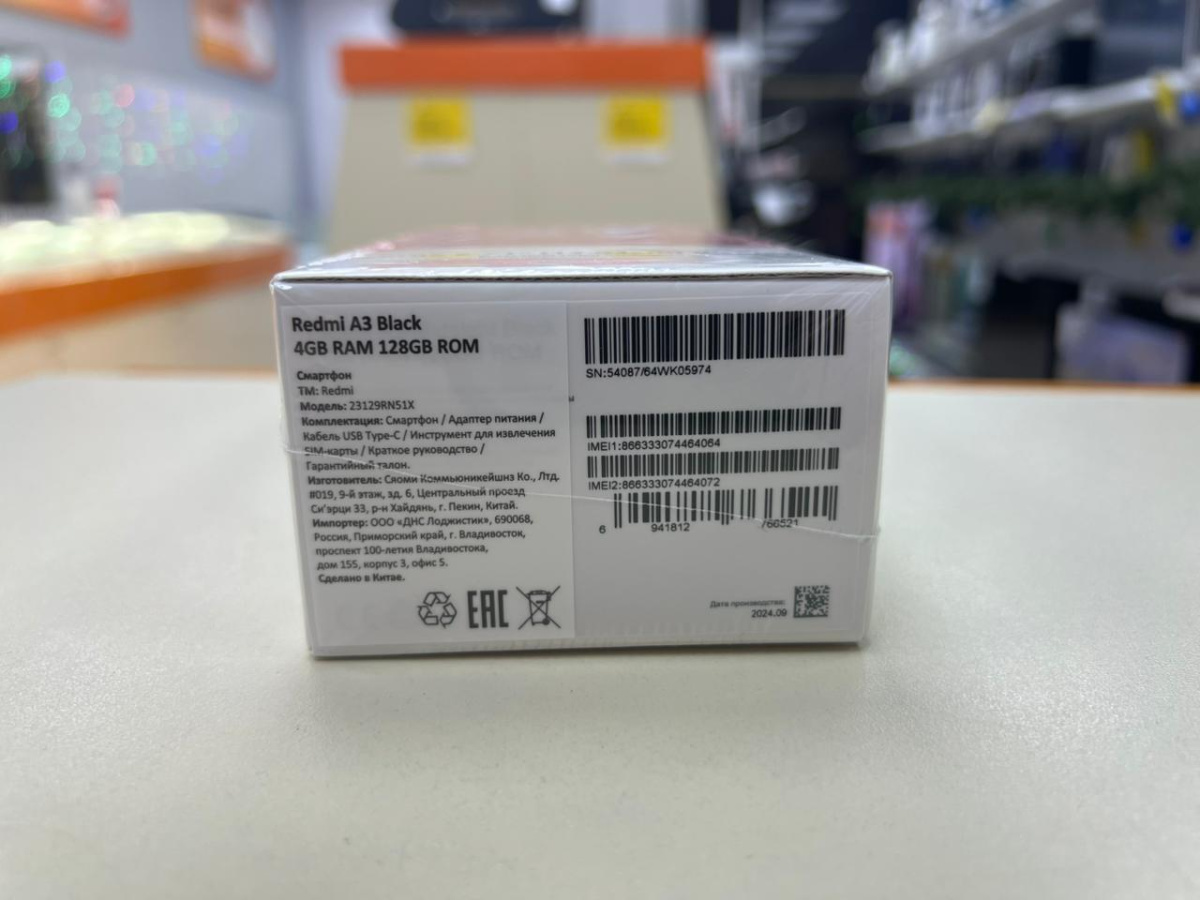 Redmi A3 Black
4GB RAM 128GB ROM
Смартфон
ТМ: Redmi
Модель: 23129RN51X
Комплектация: Смартфон / Адаптер питания /
Кабель USB Type-C / Инструмент для извлечения
SIM-карты / Краткое руководство /
Гарантийный талон.
Изготовитель: Сяоми Коммьюникейшнз Ко., Лтд.
#019, 9-й этаж, зд. 6, Центральный проезд
Си'эрци 33, р-н Хайдянь, г. Пекин, Китай.
Импортер: ООО «ДНС Лоджистик», 690068,
Россия, Приморский край, г. Владивосток,
проспект 100-летия Владивостока,
дом 155, корпус 3, офис 5.
Сделано в Китае.
EAC
SN:54087/64WK05974
IMEI1:866333074464064
IMEI2:866333074464072
6 941812 766521
Дата производства:
2024.09